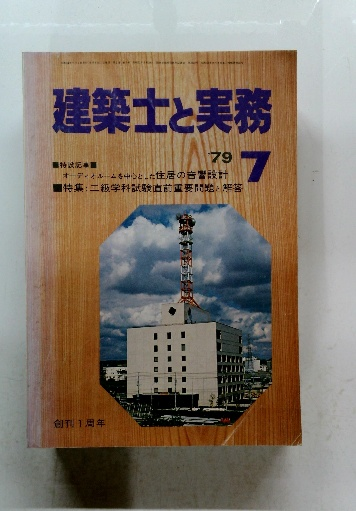 建築士と実務
'79 7
■特設記事■
オーディオルームを中心とした住居の音響設計
■特集:二級学科試験直前重要問題と解答
創刊1周年